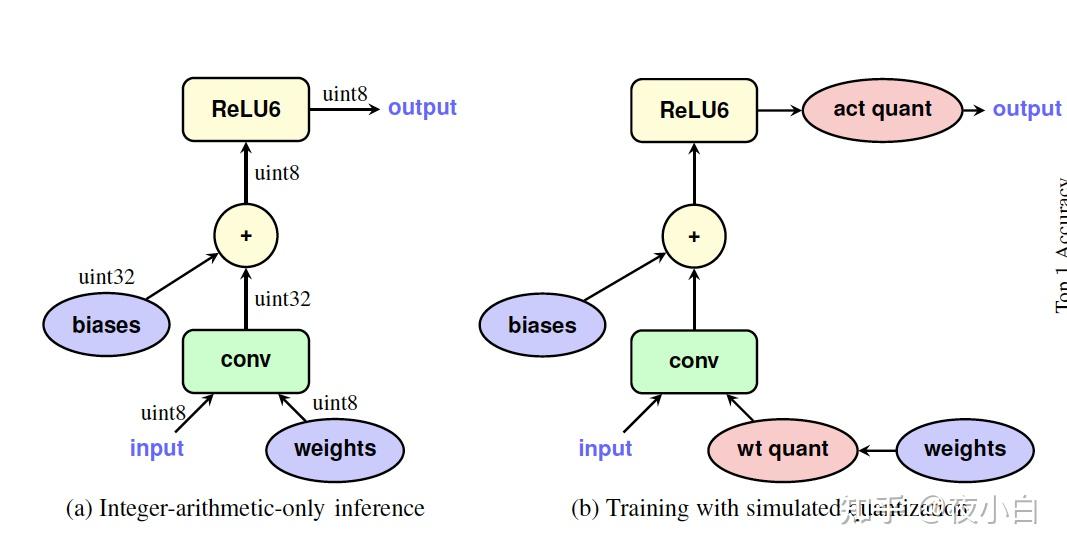 ReLU6
uint8
output
uint8
+
uint32
biases
uint32
conv
uint8
uint8
input
weights
(a) Integer-arithmetic-only inference
ReLU6
act quant
output
+
biases
conv
input
wt quant
weights
(b) Training with simulated quantization
Top 1 Accuracy
知乎 @夜小白